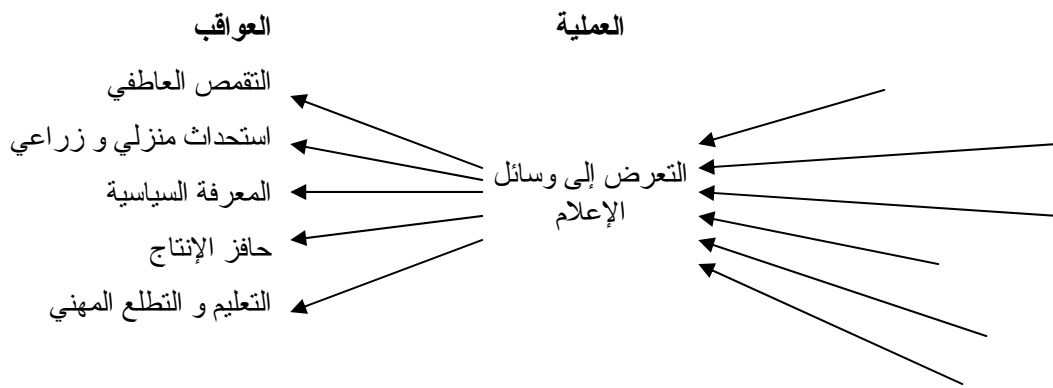 العملية
العواقب
التقمص العاطفي
استحداث منزلي و زراعي
المعرفة السياسية
حافز الإنتاج
التعليم و التطلع المهني
التعرض إلى وسائل
الإعلام